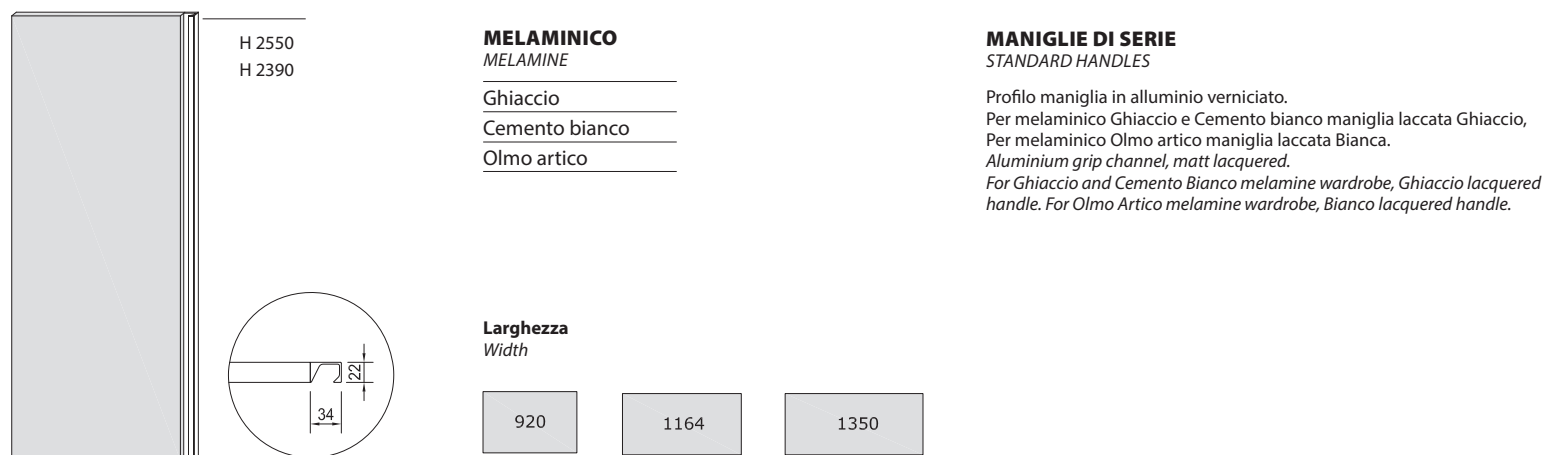 H 2550
H 2390
22
34
MELAMINICO
MELAMINE
Ghiaccio
Cemento bianco
Olmo artico
Larghezza
Width
920
1164
1350
MANIGLIE DI SERIE
STANDARD HANDLES
Profilo maniglia in alluminio verniciato.
Per melaminico Ghiaccio e Cemento bianco maniglia laccata Ghiaccio,
Per melaminico Olmo artico maniglia laccata Bianca.
Aluminium grip channel, matt lacquered.
For Ghiaccio and Cemento Bianco melamine wardrobe, Ghiaccio lacquered
handle. For Olmo Artico melamine wardrobe, Bianco lacquered handle.